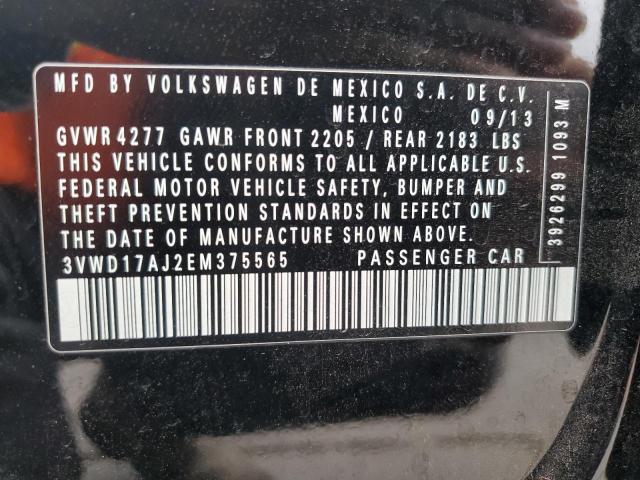 MFD BY VOLKSWAGEN DE MEXICO S.A. DE C.V.
MEXICO 09/13
GVWR 4277 GAWR FRONT 2205 / REAR 2183 LBS
THIS VEHICLE CONFORMS TO ALL APPLICABLE U.S.
FEDERAL MOTOR VEHICLE SAFETY, BUMPER AND
THEFT PREVENTION STANDARDS IN EFFECT ON
THE DATE OF MANUFACTURE SHOWN ABOVE.
3VWD17AJ2EM375565 PASSENGER CAR
3926299 1093 M